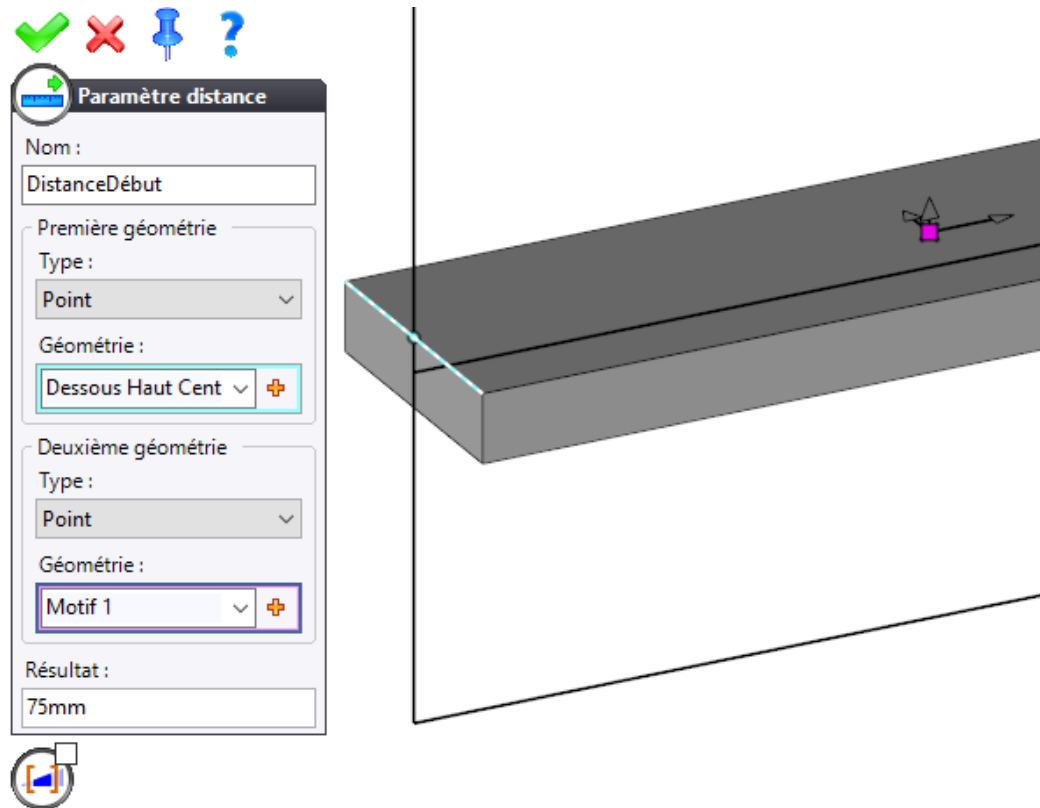 Paramètre distance
Nom :
DistanceDébut
Première géométrie
Type :
Point
Géométrie :
Dessous Haut Cent
Deuxième géométrie
Type :
Point
Géométrie :
Motif 1
Résultat :
75mm